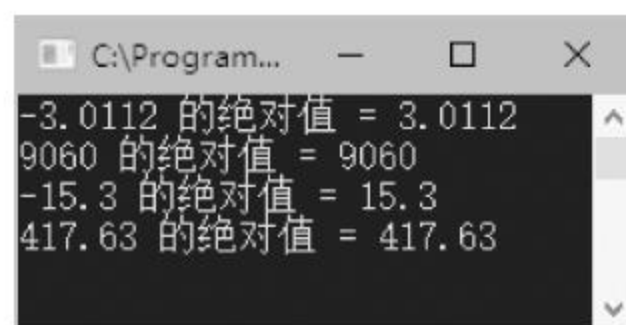 C:\Program...
-3.0112 的绝对值 = 3.0112
9060 的绝对值 = 9060
-15.3 的绝对值 = 15.3
417.63 的绝对值 = 417.63